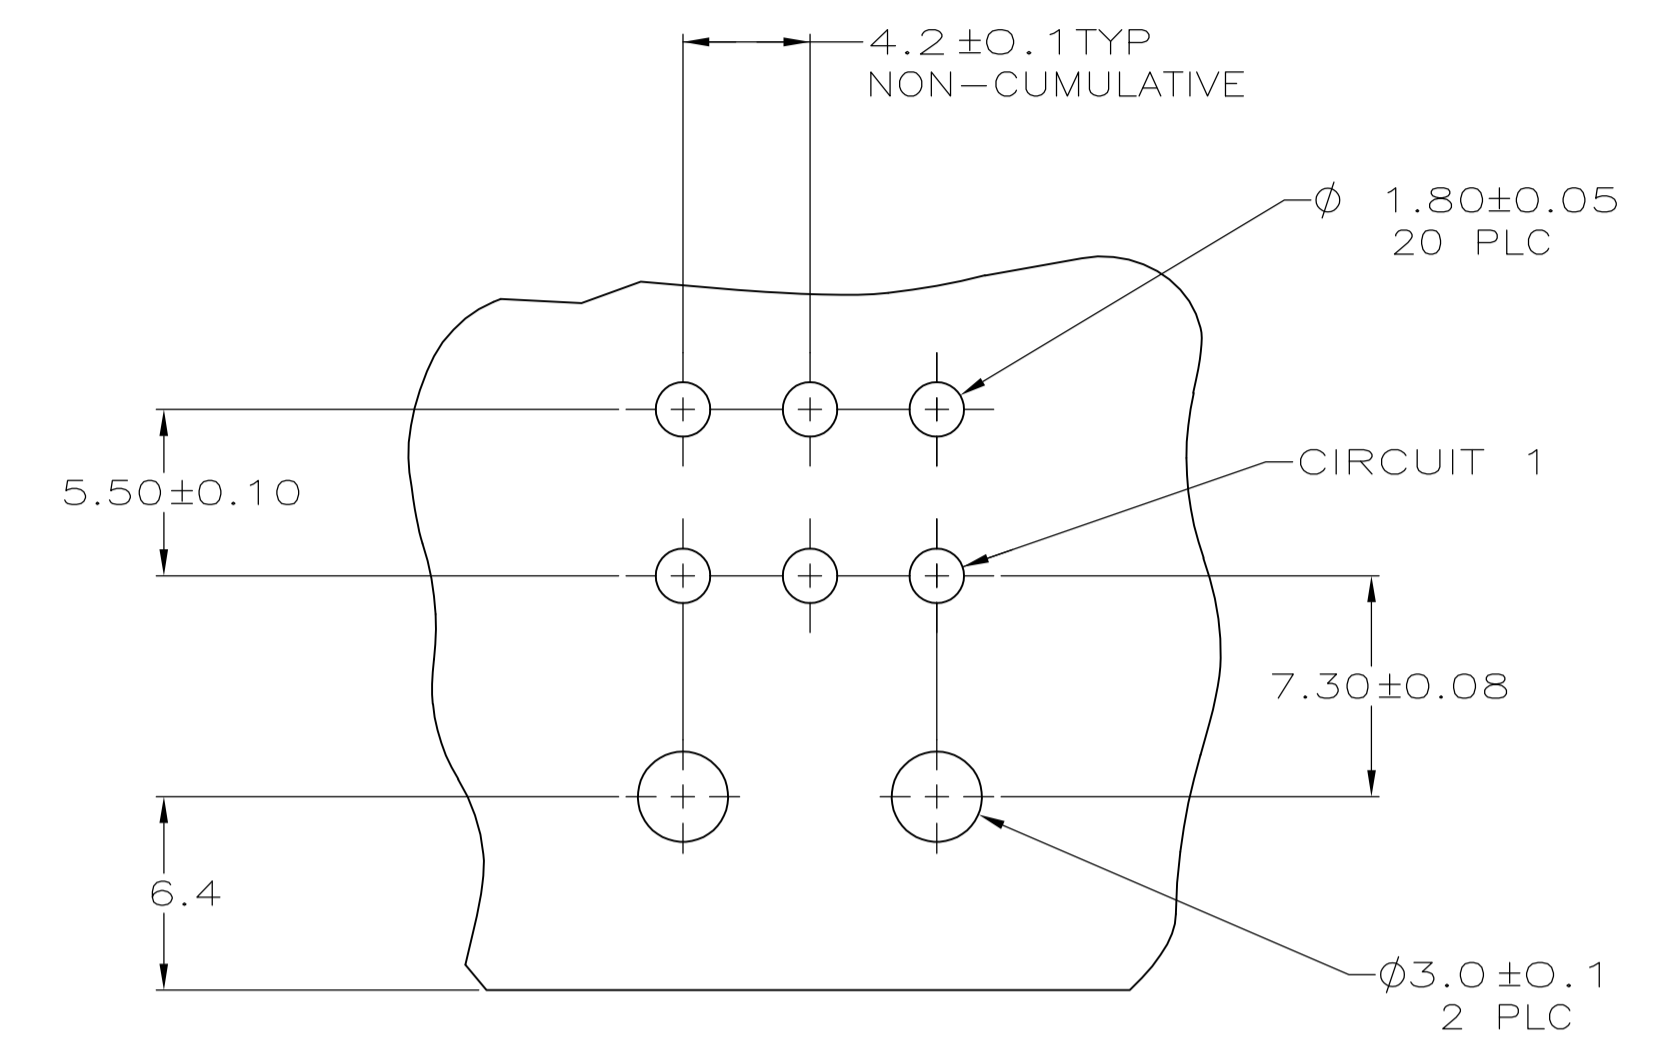 4.2±0.1TYP
NON-CUMULATIVE
⌀ 1.80±0.05
20 PLC
CIRCUIT 1
5.50±0.10
7.30±0.08
6.4
⌀3.0±0.1
2 PLC